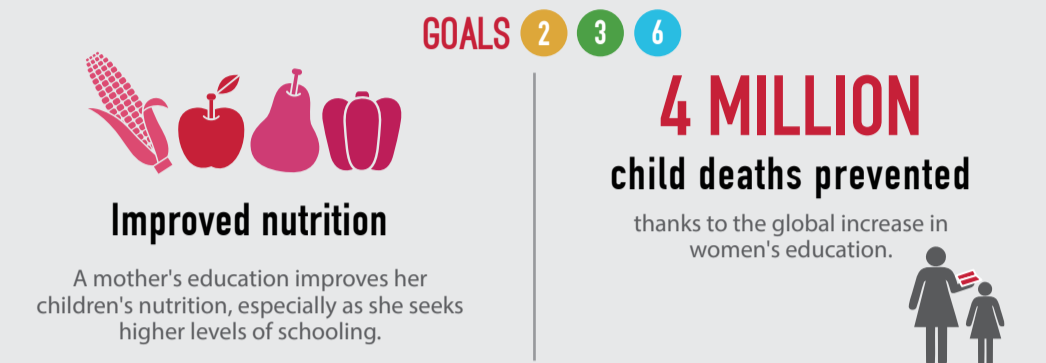 GOALS 2 3 6
Improved nutrition
A mother's education improves her
children's nutrition, especially as she seeks
higher levels of schooling.
4 MILLION
child deaths prevented
thanks to the global increase in
women's education.